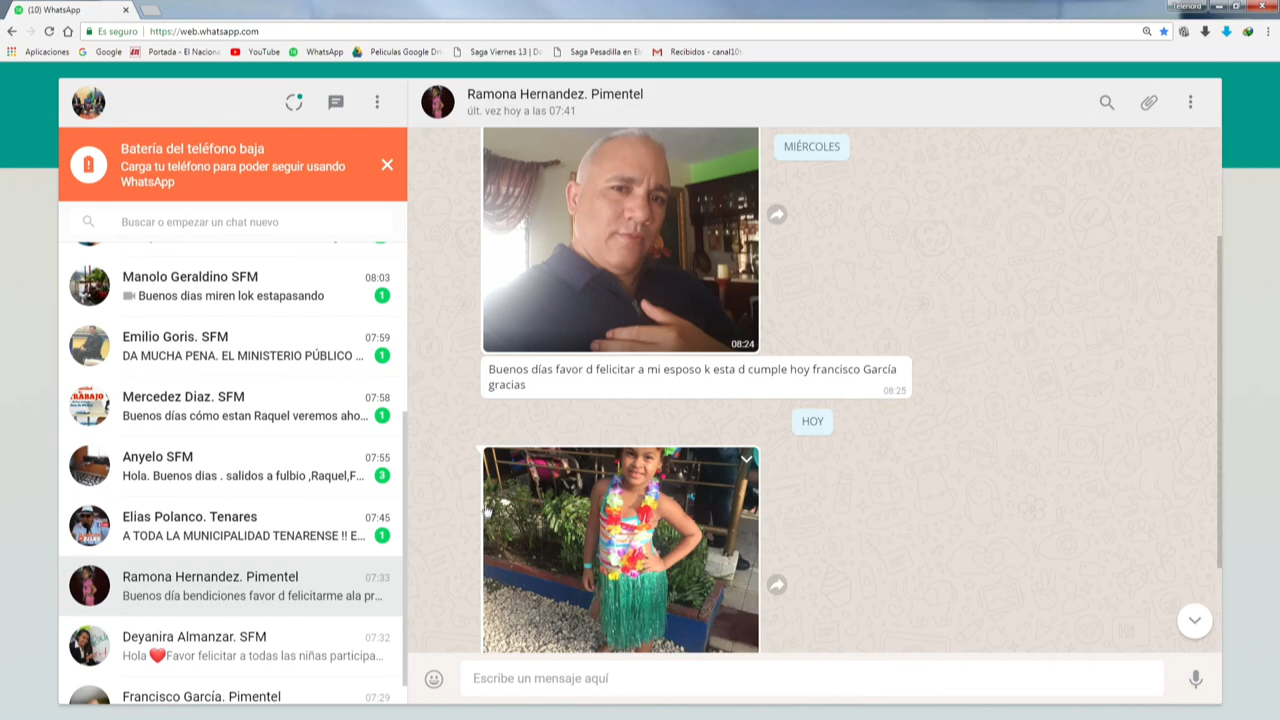 (10) WhatsApp
Telenord
Es seguro
https://web.whatsapp.com
Aplicaciones
Google
Portada - El Naciona
YouTube
WhatsApp
Peliculas Google Dri
Saga Viernes 13 | Do
Saga Pesadilla en El
Recibidos - canal10t
Ramona Hernandez. Pimentel
últ. vez hoy a las 07:41
Batería del teléfono baja
Carga tu teléfono para poder seguir usando
WhatsApp
Buscar o empezar un chat nuevo
Manolo Geraldino SFM
08:03
Buenos dias miren lok estapasando
1
Emilio Goris. SFM
07:59
DA MUCHA PENA. EL MINISTERIO PÚBLICO ...
1
Mercedez Diaz. SFM
07:58
Buenos días cómo estan Raquel veremos aho...
1
Anyelo SFM
07:55
Hola. Buenos dias . salidos a fulbio ,Raquel,F...
3
Elias Polanco. Tenares
07:45
A TODA LA MUNICIPALIDAD TENARENSE !! E...
1
Ramona Hernandez. Pimentel
07:33
Buenos día bendiciones favor d felicitarme ala pr...
Deyanira Almanzar. SFM
07:32
Hola ❤️Favor felicitar a todas las niñas participa...
Francisco García. Pimentel
07:29
MIÉRCOLES
08:24
Buenos días favor d felicitar a mi esposo k esta d cumple hoy francisco García
gracias
08:25
HOY
Escribe un mensaje aquí